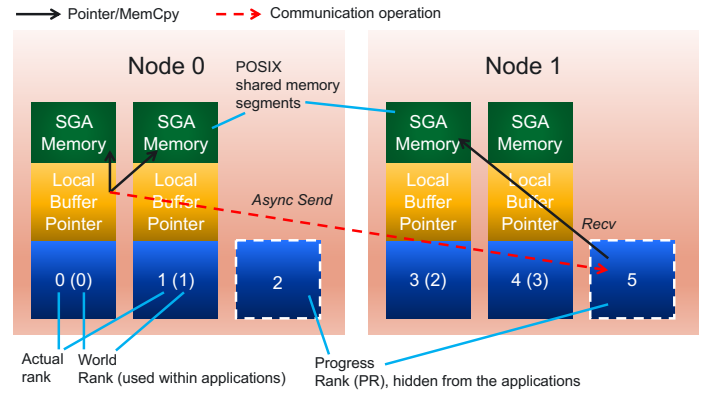 Pointer/MemCpy
Communication operation
Node 0
POSIX
shared memory
segments
Node 1
SGA
Memory
SGA
Memory
SGA
Memory
SGA
Memory
Local
Buffer
Pointer
Local
Buffer
Pointer
Async Send
Local
Buffer
Pointer
Local
Buffer
Pointer
Recv
0 (0)
1 (1)
2
3 (2)
4 (3)
5
Actual
rank
World
Rank (used within applications)
Progress
Rank (PR), hidden from the applications